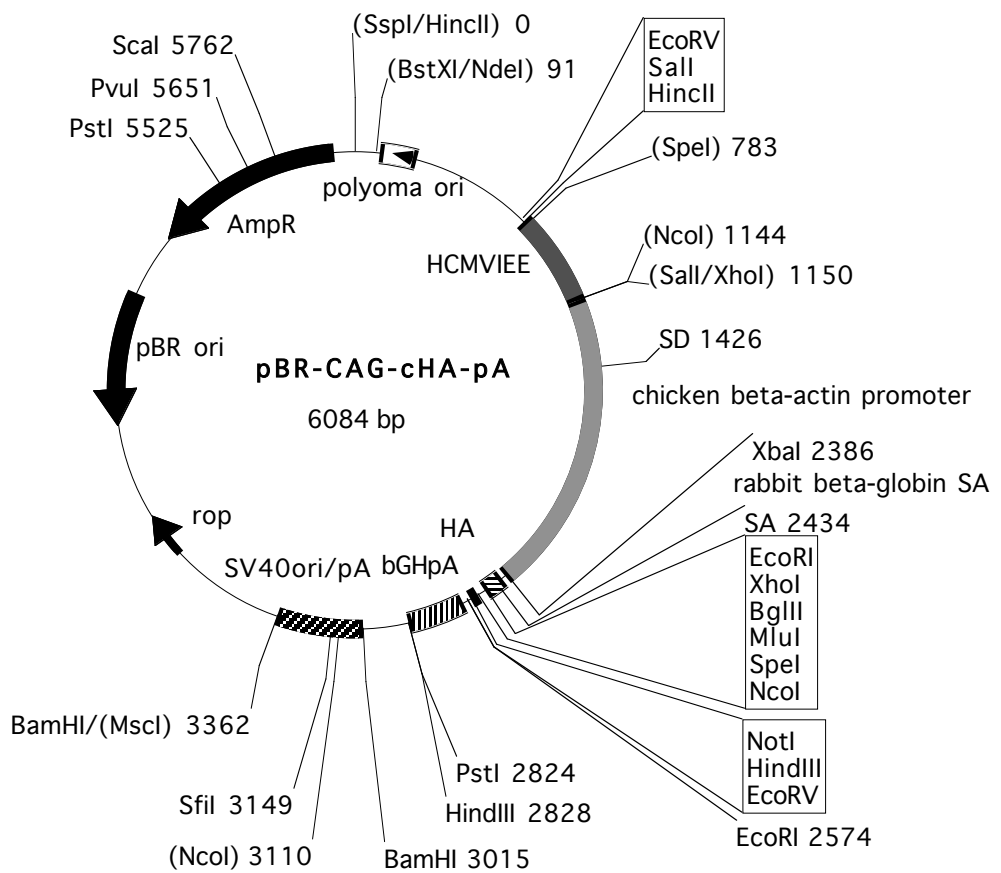 (SspI/HincII) 0
ScaI 5762
(BstXI/NdeI) 91
PvuI 5651
PstI 5525
EcoRV
SalI
HincII
(SpeI) 783
polyoma ori
AmpR
HCMVIEE
(NcoI) 1144
(SalI/XhoI) 1150
pBR ori
SD 1426
pBR-CAG-cHA-pA
6084 bp
chicken beta-actin promoter
XbaI 2386
rabbit beta-globin SA
SA 2434
rop
HA
SV40ori/pA
bGHpA
EcoRI
XhoI
BglII
MluI
SpeI
NcoI
NotI
HindIII
EcoRV
EcoRI 2574
BamHI/(MscI) 3362
PstI 2824
SfiI 3149
HindIII 2828
(NcoI) 3110
BamHI 3015